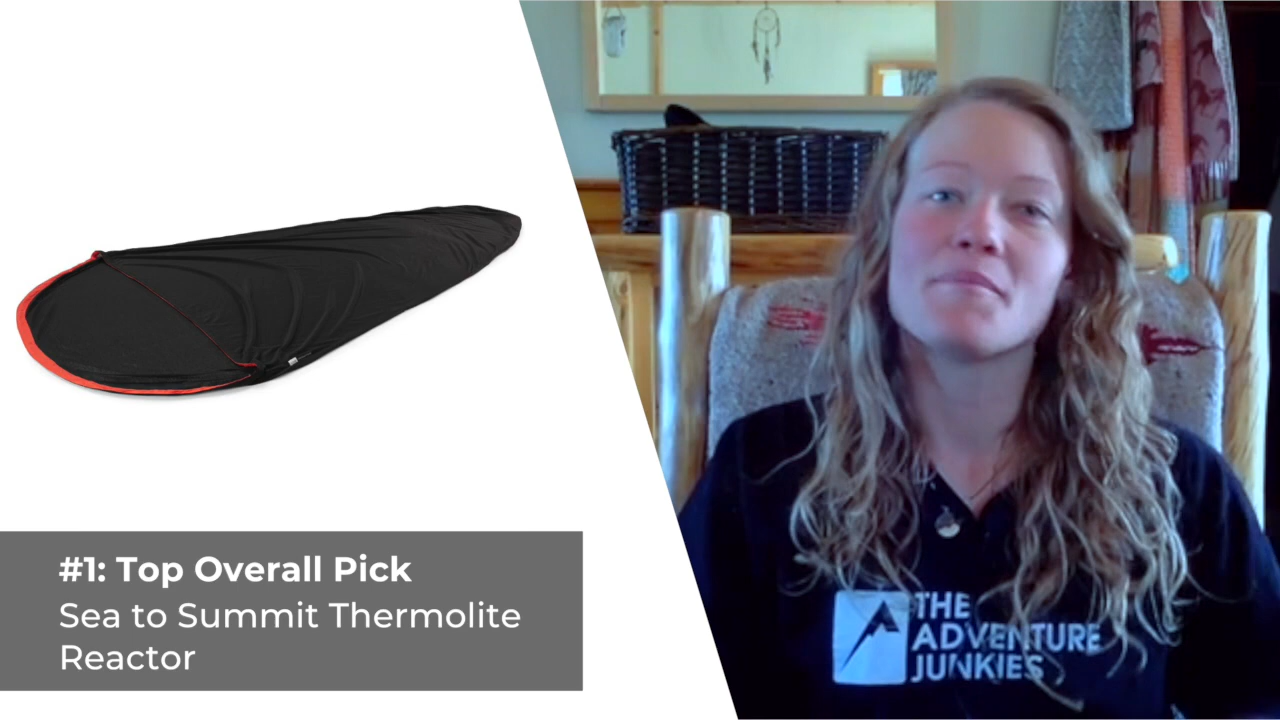 #1: Top Overall Pick
Sea to Summit Thermolite
Reactor
THE
ADVENTURE
JUNKIES